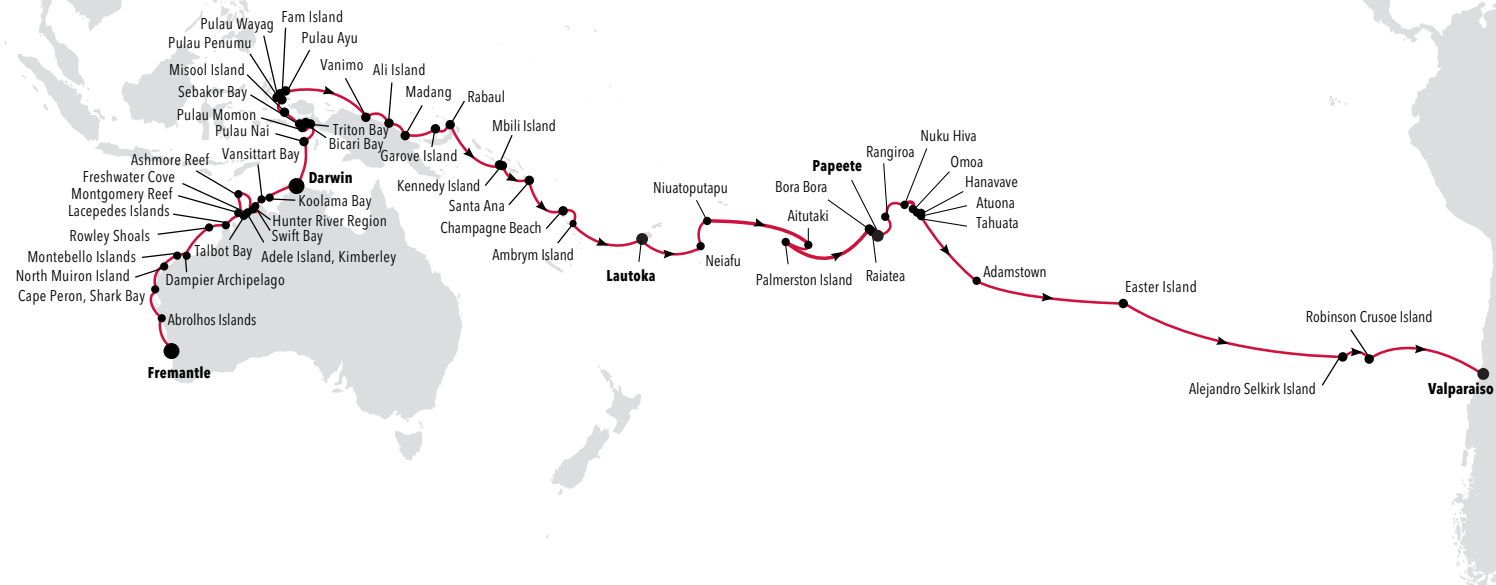 Fam Island
Pulau Wayag
Pulau Ayu
Pulau Penumu
Vanimo
Ali Island
Misool Island
Sebakor Bay
Madang
Rabaul
Pulau Momon
Mbili Island
Triton Bay
Pulau Nai
Bicari Bay
Nuku Hiva
Garove Island
Rangiroa
Vansittart Bay
Ashmore Reef
Omoa
Papeete
Freshwater Cove
Darwin
Hanavave
Kennedy Island
Niuatoputapu
Bora Bora
Montgomery Reef
Koolama Bay
Atuona
Santa Ana
Lacepedes Islands
Aitutaki
Hunter River Region
Tahuata
Champagne Beach
Rowley Shoals
Swift Bay
Talbot Bay
Ambrym Island
Montebello Islands
Adele Island, Kimberley
Neiafu
Adamstown
North Muiron Island
Lautoka
Raiatea
Dampier Archipelago
Palmerston Island
Easter Island
Cape Peron, Shark Bay
Robinson Crusoe Island
Abrolhos Islands
Fremantle
Alejandro Selkirk Island
Valparaiso